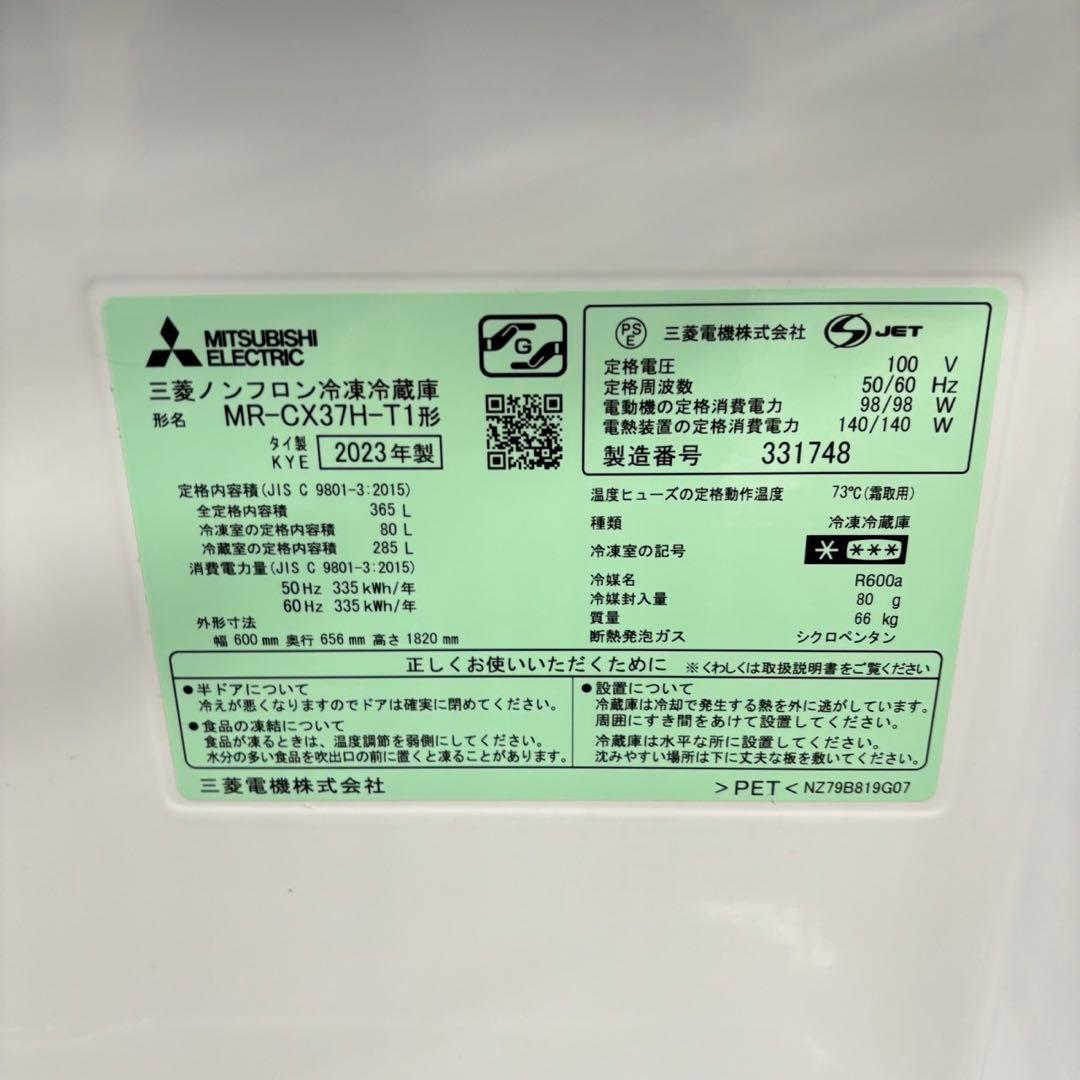 MITSUBISHI
ELECTRIC
G
三菱ノンフロン冷凍冷蔵庫
形名 MR-CX37H-T1形
タイ製
KYE 2023年製
定格内容積(JIS C 9801-3:2015)
全定格内容積 365 L
冷凍室の定格内容積 80 L
冷蔵室の定格内容積 285 L
消費電力量(JIS C 9801-3:2015)
50Hz 335kWh/年
60Hz 335kWh/年
外形寸法
幅 600mm 奥行 656mm 高さ 1820mm
PSE 三菱電機株式会社 JET
定格電圧 100 V
定格周波数 50/60 Hz
電動機の定格消費電力 98/98 W
電熱装置の定格消費電力 140/140 W
製造番号 331748
温度ヒューズの定格動作温度 73℃(霜取用)
種類 冷凍冷蔵庫
冷凍室の記号 * ***
冷媒名 R600a
冷媒封入量 80 g
質量 66 kg
断熱発泡ガス シクロペンタン
正しくお使いいただくために ※くわしくは取扱説明書をご覧ください
●半ドアについて
冷えが悪くなりますのでドアは確実に閉めてください。
●食品の凍結について
食品が凍るときは、温度調節を弱側にしてください。
水分の多い食品を吹出口の前に置くと凍ることがあります。
●設置について
冷蔵庫は冷却で発生する熱を外に逃がしています。
周囲にすき間をあけて設置してください。
冷蔵庫は水平な所に設置してください。
沈みやすい場所は下に丈夫な板を敷いてください。
三菱電機株式会社 >PET< NZ79B819G07